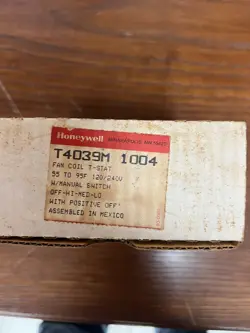 Honeywell
T4039M 1004
FAN COIL T-STAT
55 TO 95F 120/240V
W/MANUAL SWITCH
OFF-HI-MED-LO
WITH POSITIVE OFF'
ASSEMBLED IN MEXICO